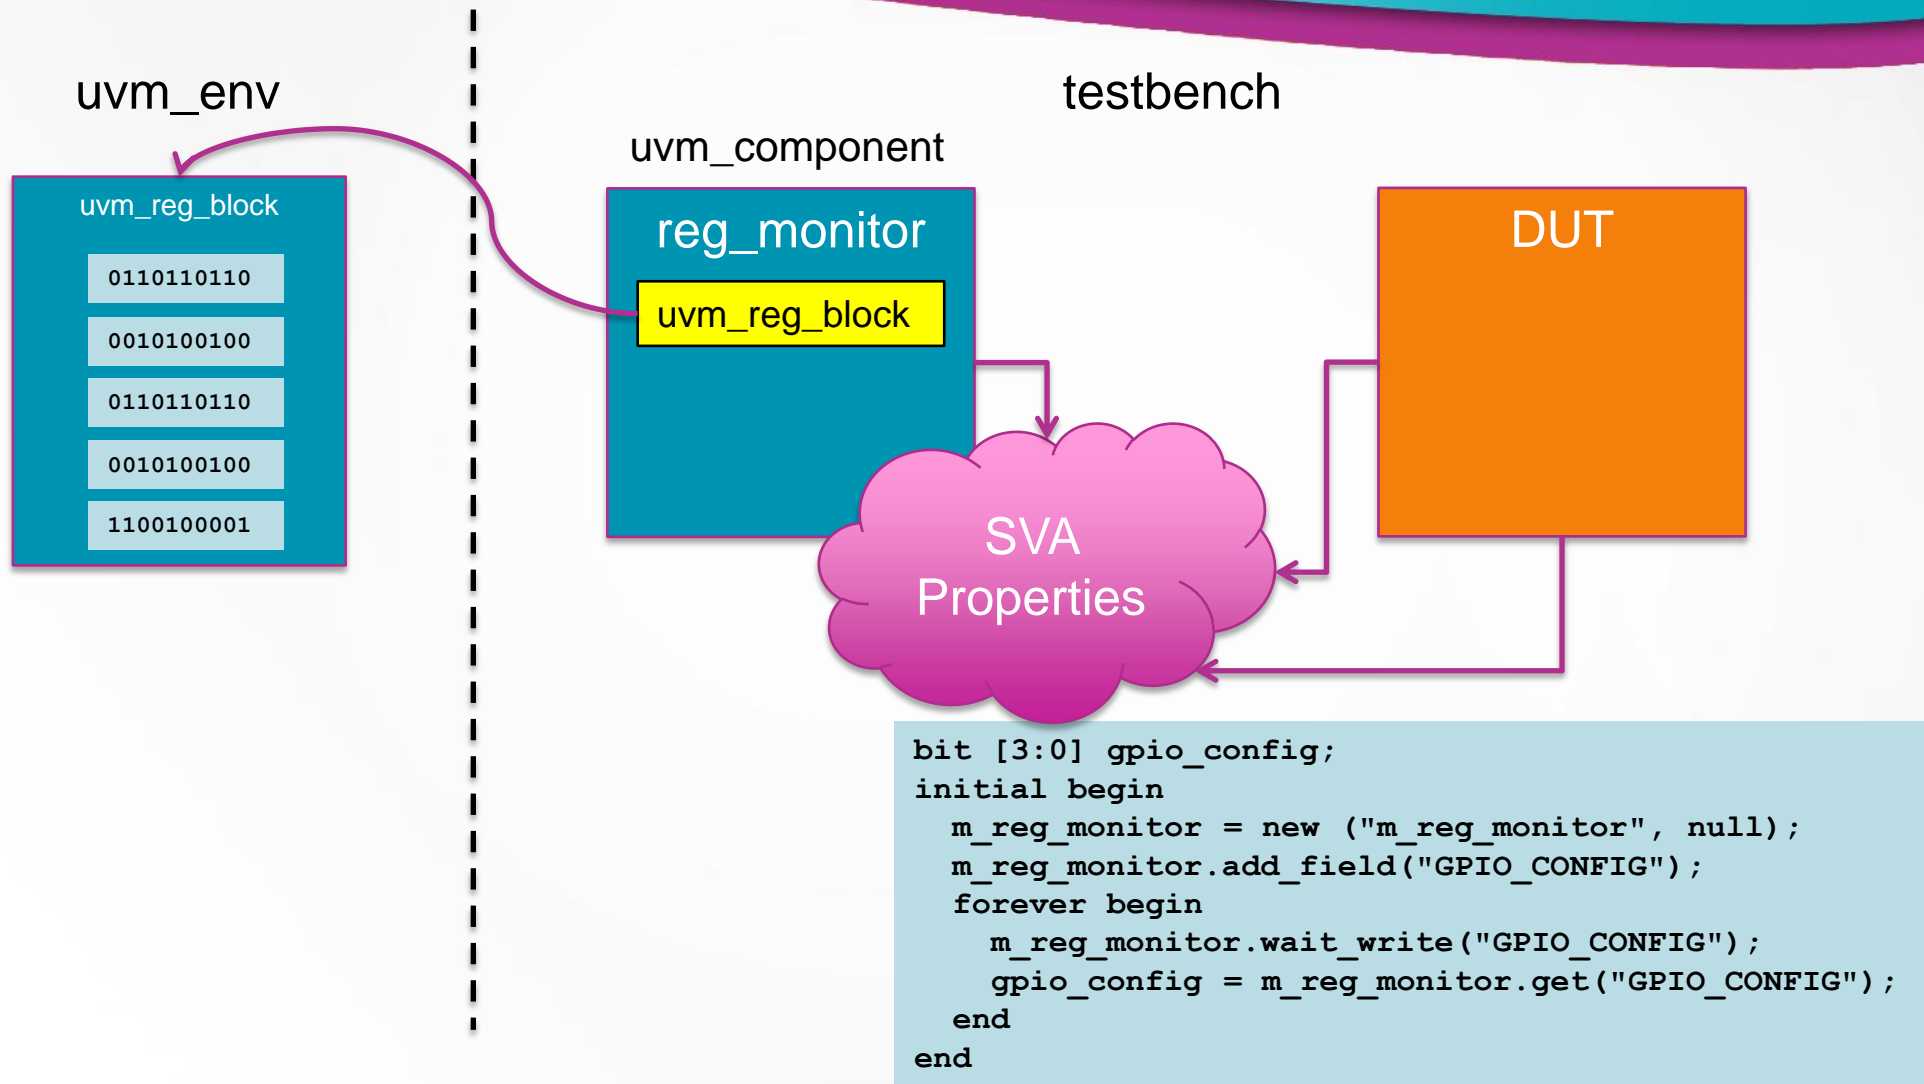 uvm_env
testbench
uvm_component
uvm_reg_block
0110110110
0010100100
0110110110
0010100100
1100100001
reg_monitor
uvm_reg_block
DUT
SVA
Properties
bit [3:0] gpio_config;
initial begin
  m_reg_monitor = new ("m_reg_monitor", null);
  m_reg_monitor.add_field("GPIO_CONFIG");
  forever begin
    m_reg_monitor.wait_write("GPIO_CONFIG");
    gpio_config = m_reg_monitor.get("GPIO_CONFIG");
  end
end